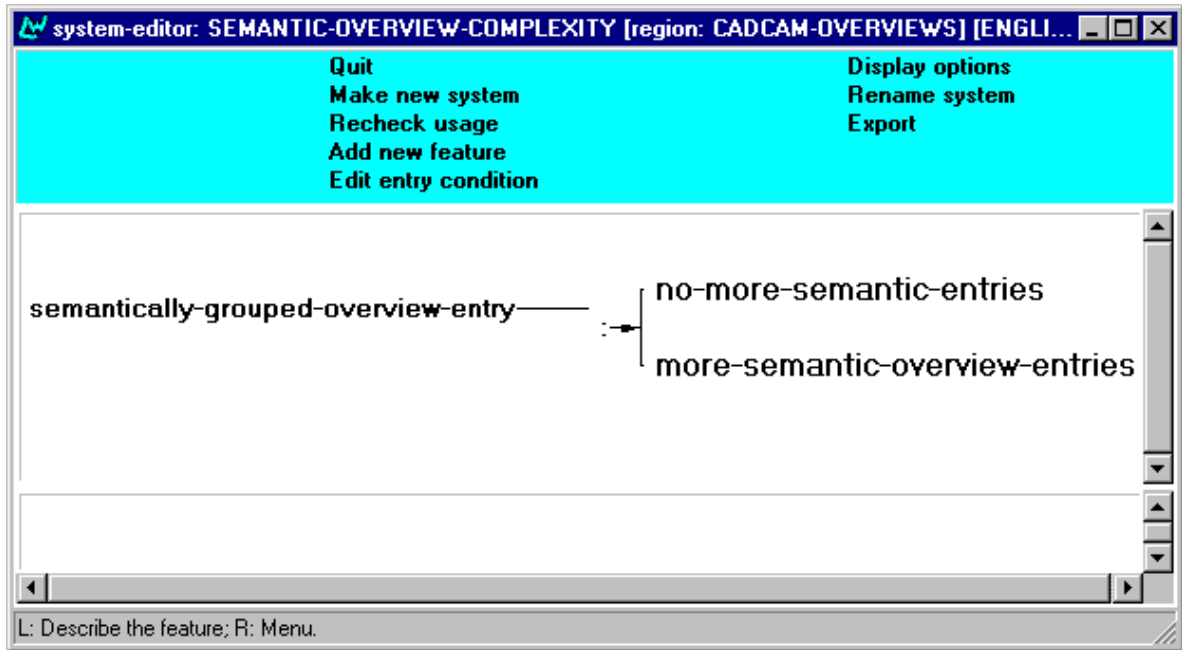 system-editor: SEMANTIC-OVERVIEW-COMPLEXITY [region: CADCAM-OVERVIEWS] [ENGLI...
Quit
Make new system
Recheck usage
Add new feature
Edit entry condition
Display options
Rename system
Export
semantically-grouped-overview-entry
:
no-more-semantic-entries
more-semantic-overview-entries
L: Describe the feature; R: Menu.